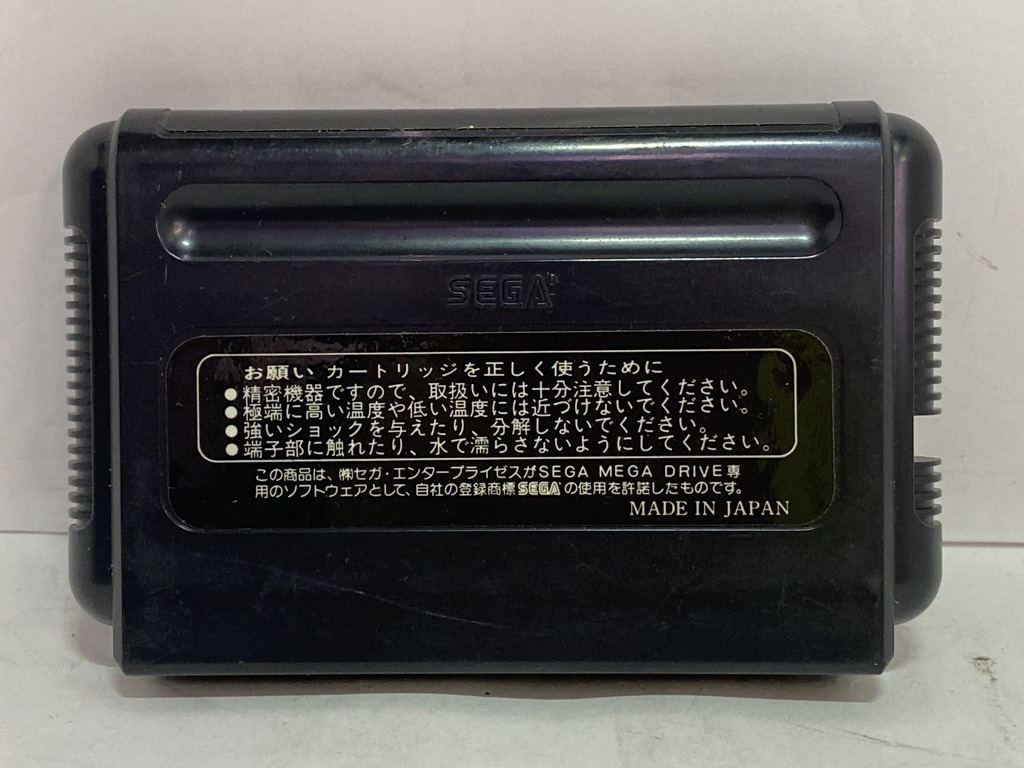 SEGA
お願い カートリッジを正しく使うために
●精密機器ですので、取扱いには十分注意してください。
●極端に高い温度や低い温度には近づけないでください。
●強いショックを与えたり、分解しないでください。
●端子部に触れたり、水で濡らさないようにしてください。
この商品は、㈱セガ・エンタープライゼスがSEGA MEGA DRIVE専
用のソフトウェアとして、自社の登録商標SEGAの使用を許諾したものです。
MADE IN JAPAN